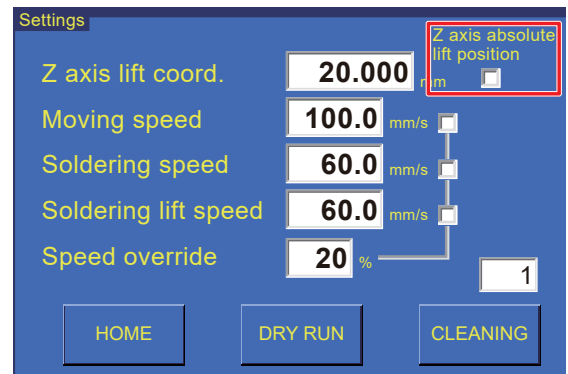 Settings
Z axis absolute
lift position
Z axis lift coord. 20.000 mm
Moving speed 100.0 mm/s
Soldering speed 60.0 mm/s
Soldering lift speed 60.0 mm/s
Speed override 20 %
1
HOME DRY RUN CLEANING